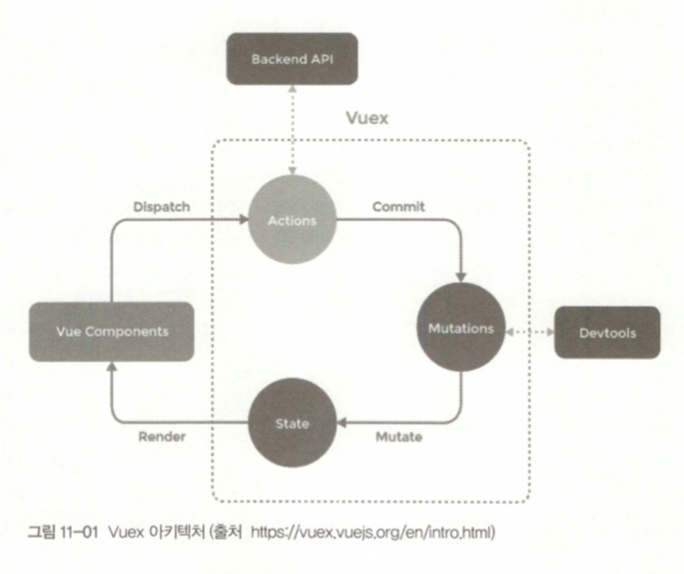 Backend API
Vuex
Dispatch
Actions
Commit
Vue Components
Mutations
Devtools
State
Render
Mutate
그림 11-01 Vuex 아키텍처 (출처 https://vuex.vuejs.org/en/intro.html)